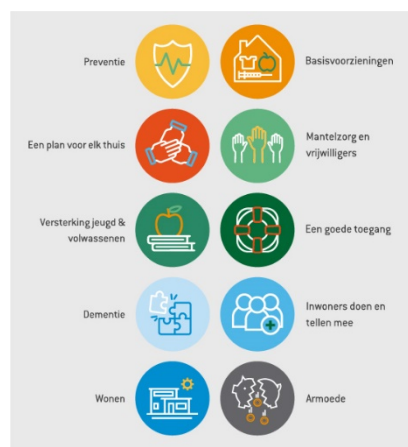 Preventie
Basisvoorzieningen
Een plan voor elk thuis
Mantelzorg en
vrijwilligers
Versterking jeugd &
volwassenen
Een goede toegang
Dementie
Inwoners doen en
tellen mee
Wonen
Armoede